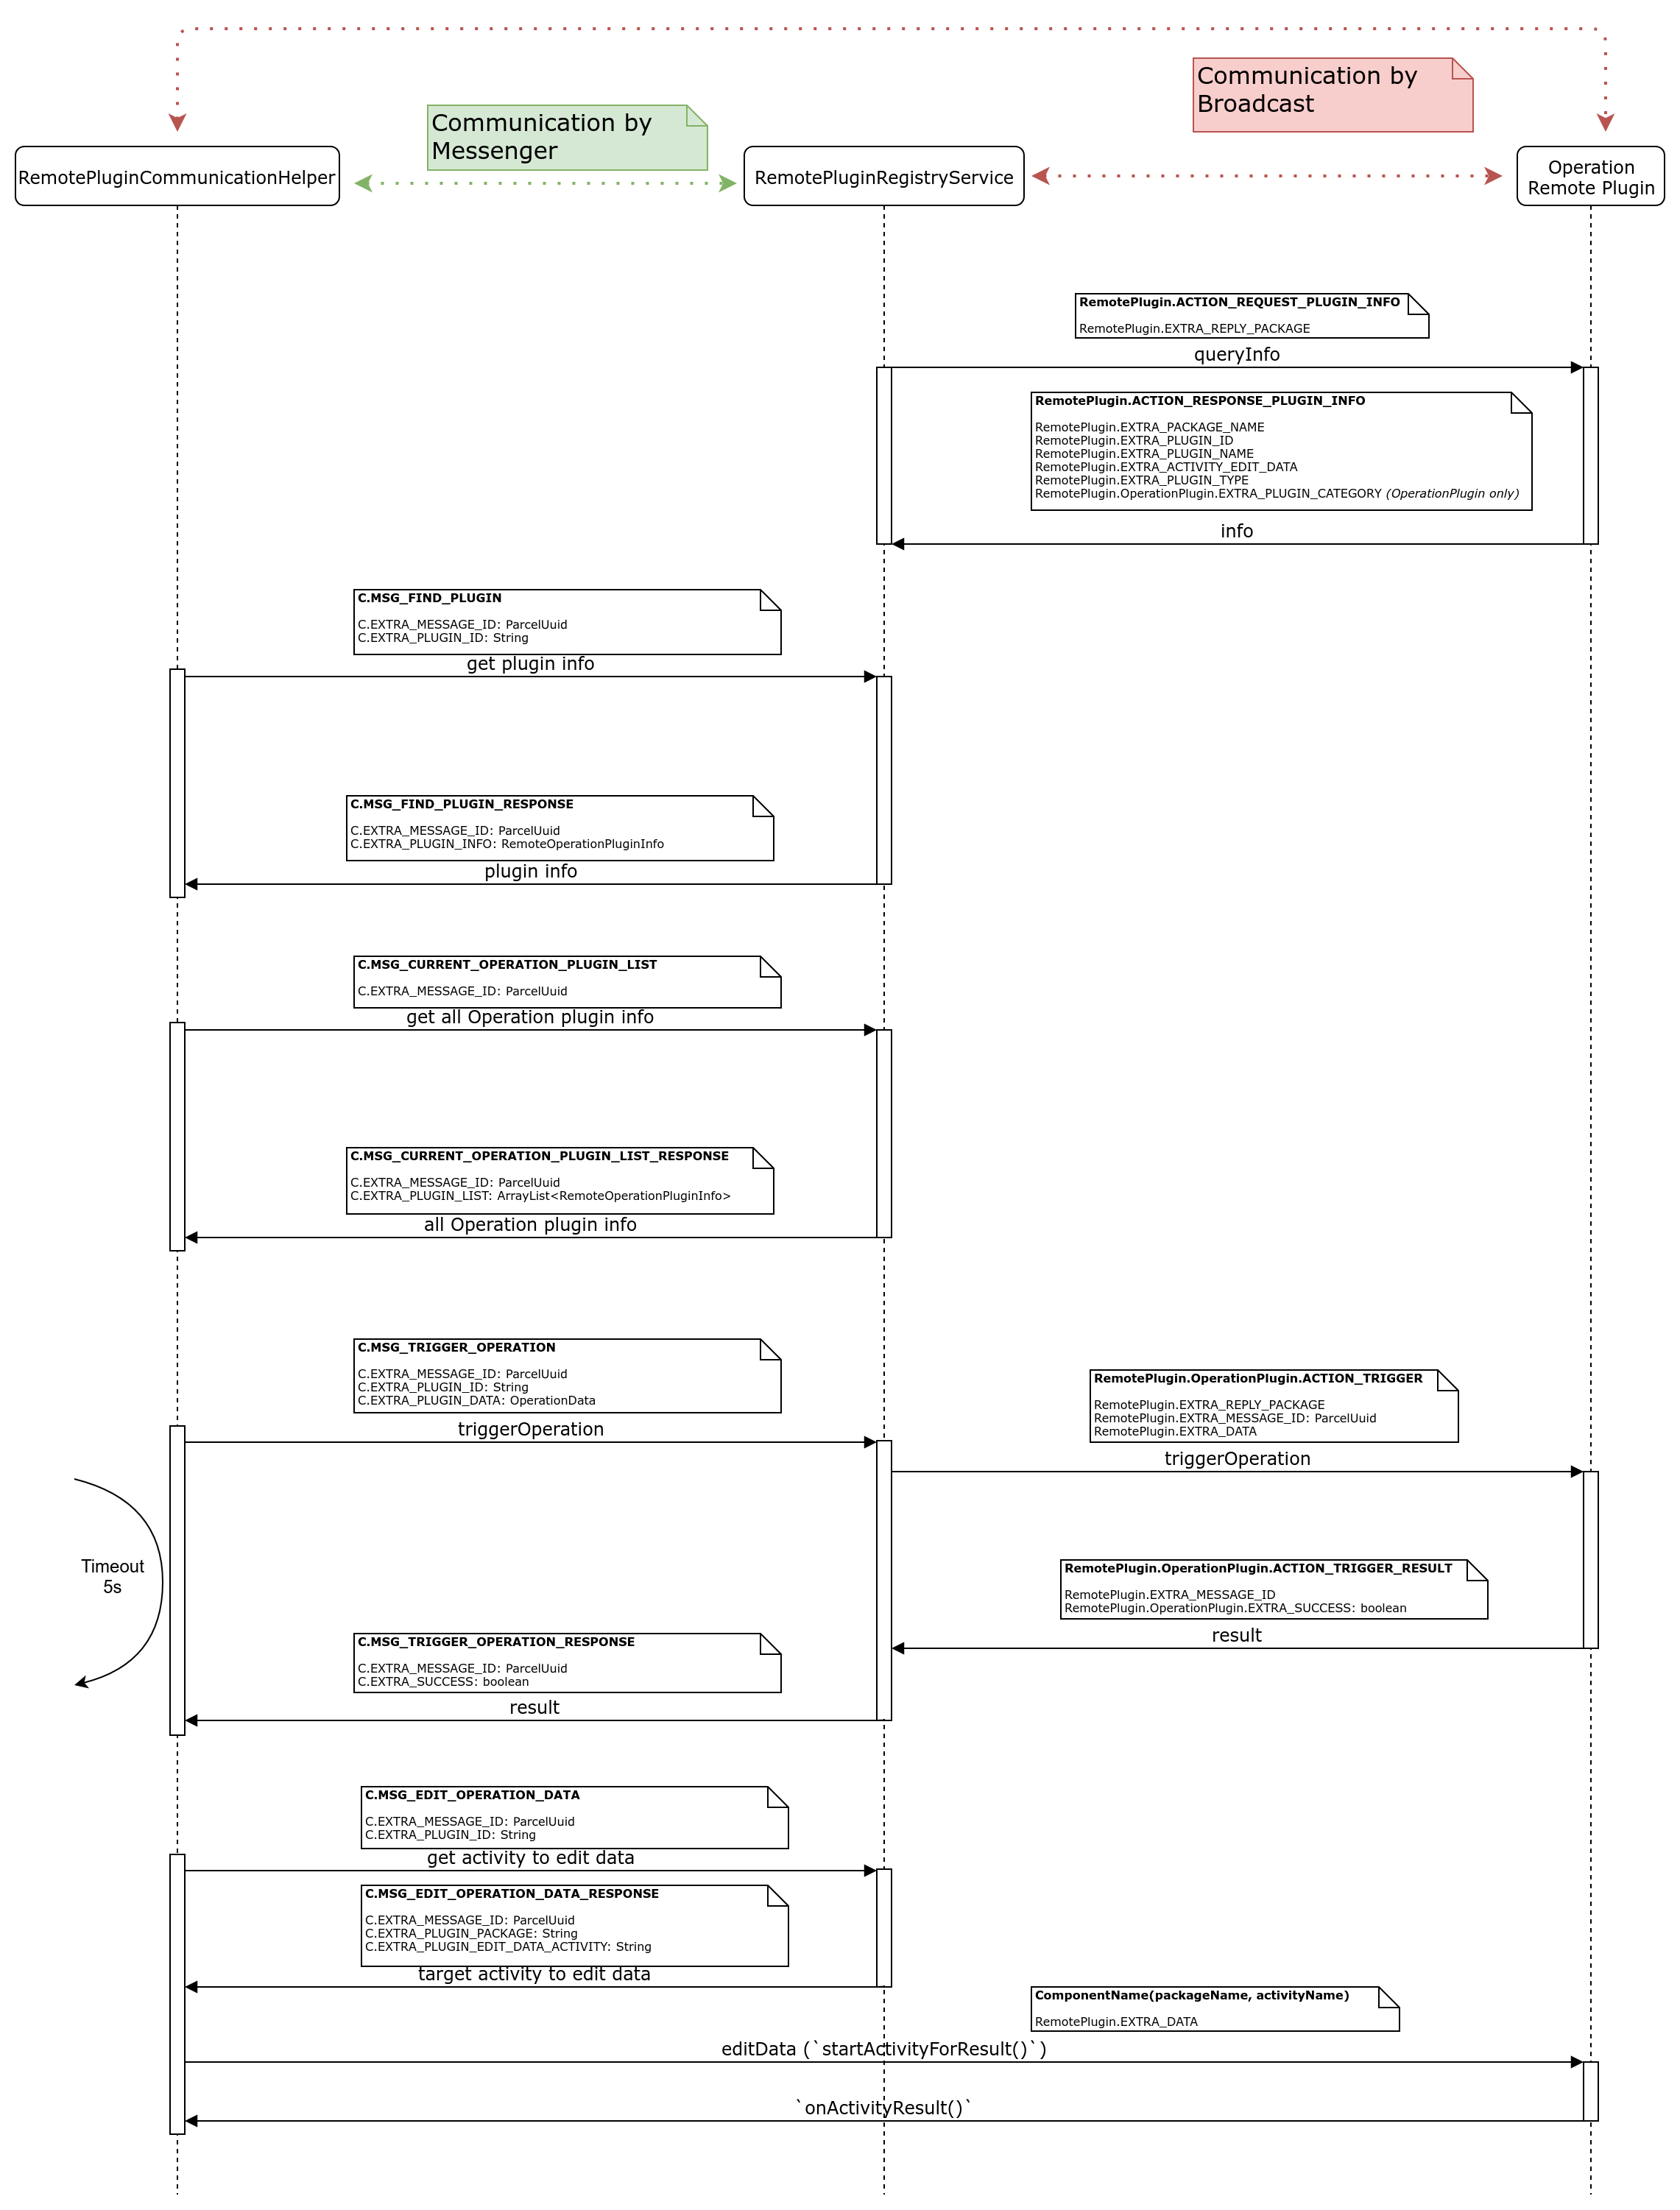 Communication by
Broadcast
Communication by
Messenger
RemotePluginCommunicationHelper
RemotePluginRegistryService
Operation
Remote Plugin
RemotePlugin.ACTION_REQUEST_PLUGIN_INFO
RemotePlugin.EXTRA_REPLY_PACKAGE
queryInfo
RemotePlugin.ACTION_RESPONSE_PLUGIN_INFO
RemotePlugin.EXTRA_PACKAGE_NAME
RemotePlugin.EXTRA_PLUGIN_ID
RemotePlugin.EXTRA_PLUGIN_NAME
RemotePlugin.EXTRA_ACTIVITY_EDIT_DATA
RemotePlugin.EXTRA_PLUGIN_TYPE
RemotePlugin.OperationPlugin.EXTRA_PLUGIN_CATEGORY (OperationPlugin only)
info
C.MSG_FIND_PLUGIN
C.EXTRA_MESSAGE_ID: ParcelUuid
C.EXTRA_PLUGIN_ID: String
get plugin info
C.MSG_FIND_PLUGIN_RESPONSE
C.EXTRA_MESSAGE_ID: ParcelUuid
C.EXTRA_PLUGIN_INFO: RemoteOperationPluginInfo
plugin info
C.MSG_CURRENT_OPERATION_PLUGIN_LIST
C.EXTRA_MESSAGE_ID: ParcelUuid
get all Operation plugin info
C.MSG_CURRENT_OPERATION_PLUGIN_LIST_RESPONSE
C.EXTRA_MESSAGE_ID: ParcelUuid
C.EXTRA_PLUGIN_LIST: ArrayList<RemoteOperationPluginInfo>
all Operation plugin info
C.MSG_TRIGGER_OPERATION
C.EXTRA_MESSAGE_ID: ParcelUuid
C.EXTRA_PLUGIN_ID: String
C.EXTRA_PLUGIN_DATA: OperationData
triggerOperation
RemotePlugin.OperationPlugin.ACTION_TRIGGER
RemotePlugin.EXTRA_REPLY_PACKAGE
RemotePlugin.EXTRA_MESSAGE_ID: ParcelUuid
RemotePlugin.EXTRA_DATA
triggerOperation
Timeout
5s
RemotePlugin.OperationPlugin.ACTION_TRIGGER_RESULT
RemotePlugin.EXTRA_MESSAGE_ID
RemotePlugin.OperationPlugin.EXTRA_SUCCESS: boolean
result
C.MSG_TRIGGER_OPERATION_RESPONSE
C.EXTRA_MESSAGE_ID: ParcelUuid
C.EXTRA_SUCCESS: boolean
result
C.MSG_EDIT_OPERATION_DATA
C.EXTRA_MESSAGE_ID: ParcelUuid
C.EXTRA_PLUGIN_ID: String
get activity to edit data
C.MSG_EDIT_OPERATION_DATA_RESPONSE
C.EXTRA_MESSAGE_ID: ParcelUuid
C.EXTRA_PLUGIN_PACKAGE: String
C.EXTRA_PLUGIN_EDIT_DATA_ACTIVITY: String
target activity to edit data
ComponentName(packageName, activityName)
RemotePlugin.EXTRA_DATA
editData (`startActivityForResult()`)
`onActivityResult()`